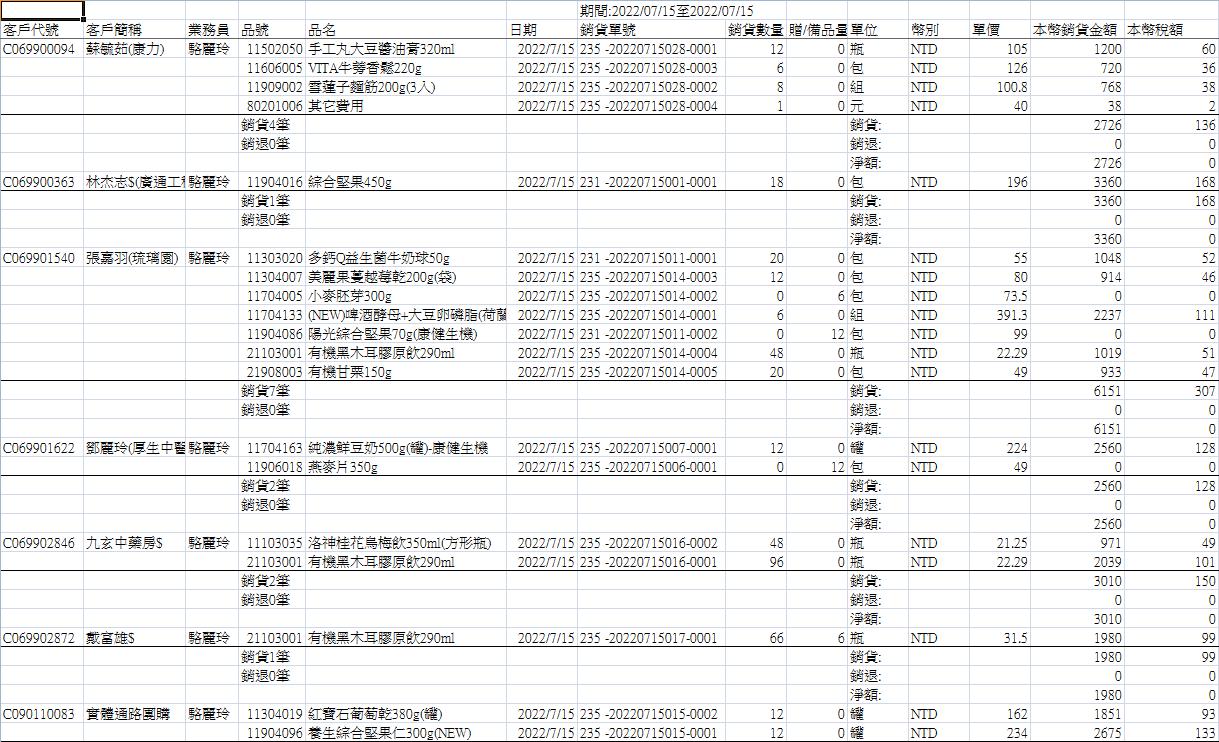 期間:2022/07/15至2022/07/15
客戶代號 客戶簡稱 業務員 品號 品名 日期 銷貨單號 銷貨數量 贈/備品量 單位 幣別 單價 本幣銷貨金額 本幣稅額
C069900094 蘇毓茹(康力) 駱麗玲 11502050 手工丸大豆醬油膏320ml 2022/7/15 235 -20220715028-0001 12 0 瓶 NTD 105 1200 60
11606005 VITA牛蒡香鬆220g 2022/7/15 235 -20220715028-0003 6 0 包 NTD 126 720 36
11909002 雪蓮子麵筋200g(3入) 2022/7/15 235 -20220715028-0002 8 0 組 NTD 100.8 768 38
80201006 其它費用 2022/7/15 235 -20220715028-0004 1 0 元 NTD 40 38 2
銷貨4筆 銷貨: 2726 136
銷退0筆 銷退: 0 0
淨額: 2726 0
C069900363 林杰志$(廣通工 駱麗玲 11904016 綜合堅果450g 2022/7/15 231 -20220715001-0001 18 0 包 NTD 196 3360 168
銷貨1筆 銷貨: 3360 168
銷退0筆 銷退: 0 0
淨額: 3360 0
C069901540 張嘉羽(琉璃園) 駱麗玲 11303020 多鈣Q益生菌牛奶球50g 2022/7/15 231 -20220715011-0001 20 0 包 NTD 55 1048 52
11304007 美麗果蔓越莓乾200g(袋) 2022/7/15 235 -20220715014-0003 12 0 包 NTD 80 914 46
11704005 小麥胚芽300g 2022/7/15 235 -20220715014-0002 0 6 包 NTD 73.5 0 0
11704133 (NEW)啤酒酵母+大豆卵磷脂(荷蘭 2022/7/15 235 -20220715014-0001 6 0 組 NTD 391.3 2237 111
11904086 陽光綜合堅果70g(康健生機) 2022/7/15 231 -20220715011-0002 0 12 包 NTD 99 0 0
21103001 有機黑木耳膠原飲290ml 2022/7/15 235 -20220715014-0004 48 0 瓶 NTD 22.29 1019 51
21908003 有機甘栗150g 2022/7/15 235 -20220715014-0005 20 0 包 NTD 49 933 47
銷貨7筆 銷貨: 6151 307
銷退0筆 銷退: 0 0
淨額: 6151 0
C069901622 鄧麗玲(厚生中醫 駱麗玲 11704163 純濃鮮豆奶500g(罐)-康健生機 2022/7/15 235 -20220715007-0001 12 0 罐 NTD 224 2560 128
11906018 燕麥片350g 2022/7/15 235 -20220715006-0001 0 12 包 NTD 49 0 0
銷貨2筆 銷貨: 2560 128
銷退0筆 銷退: 0 0
淨額: 2560 0
C069902846 九玄中藥房$ 駱麗玲 11103035 洛神桂花烏梅飲350ml(方形瓶) 2022/7/15 235 -20220715016-0002 48 0 瓶 NTD 21.25 971 49
21103001 有機黑木耳膠原飲290ml 2022/7/15 235 -20220715016-0001 96 0 瓶 NTD 22.29 2039 101
銷貨2筆 銷貨: 3010 150
銷退0筆 銷退: 0 0
淨額: 3010 0
C069902872 戴富雄$ 駱麗玲 21103001 有機黑木耳膠原飲290ml 2022/7/15 235 -20220715017-0001 66 6 瓶 NTD 31.5 1980 99
銷貨1筆 銷貨: 1980 99
銷退0筆 銷退: 0 0
淨額: 1980 0
C090110083 實體通路團購 駱麗玲 11304019 紅寶石葡萄乾380g(罐) 2022/7/15 235 -20220715015-0002 12 0 罐 NTD 162 1851 93
11904096 養生綜合堅果仁300g(NEW) 2022/7/15 235 -20220715015-0001 12 0 罐 NTD 234 2675 133